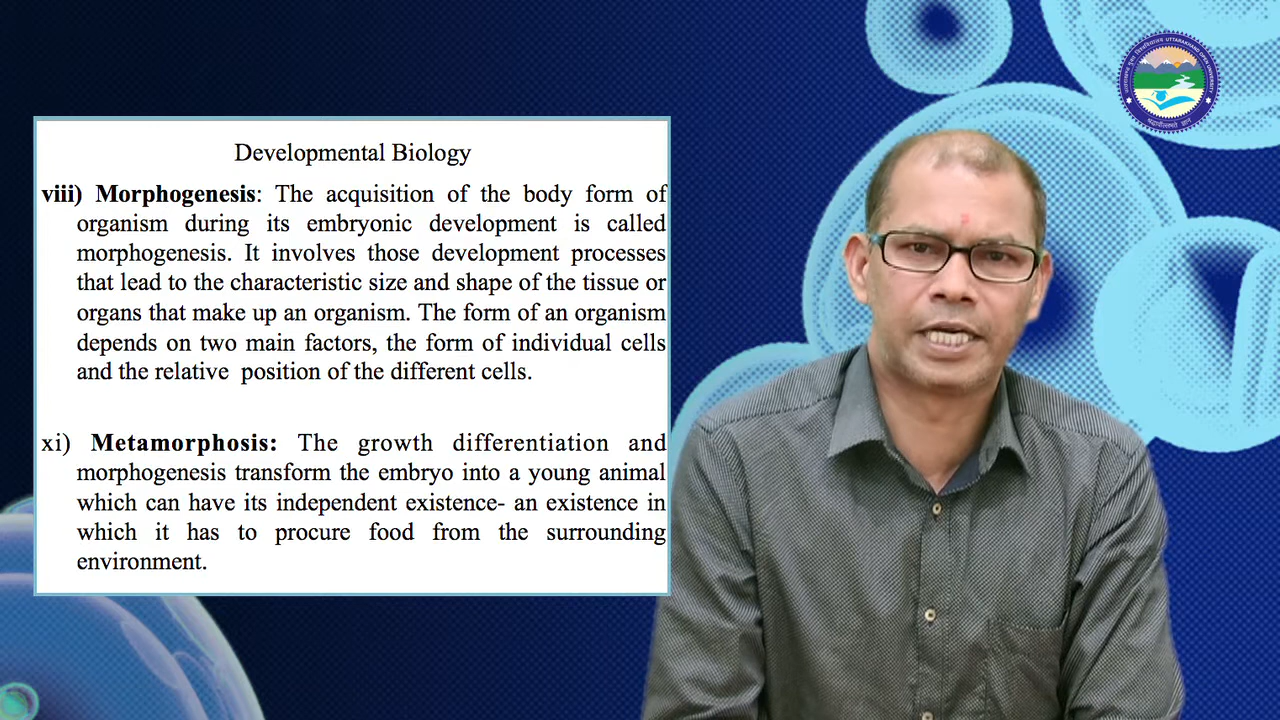 Developmental Biology
viii) Morphogenesis: The acquisition of the body form of
organism during its embryonic development is called
morphogenesis. It involves those development processes
that lead to the characteristic size and shape of the tissue or
organs that make up an organism. The form of an organism
depends on two main factors, the form of individual cells
and the relative position of the different cells.
xi) Metamorphosis: The growth differentiation and
morphogenesis transform the embryo into a young animal
which can have its independent existence- an existence in
which it has to procure food from the surrounding
environment.
UTTARAKHAND OPEN UNIVERSITY